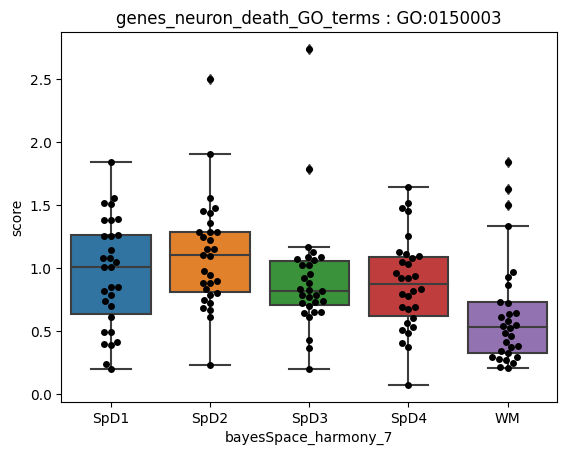 genes_neuron_death_GO_terms : GO:0150003
score
2.5
2.0
1.5
1.0
0.5
0.0
SpD1 SpD2 SpD3 SpD4 WM
bayesSpace_harmony_7